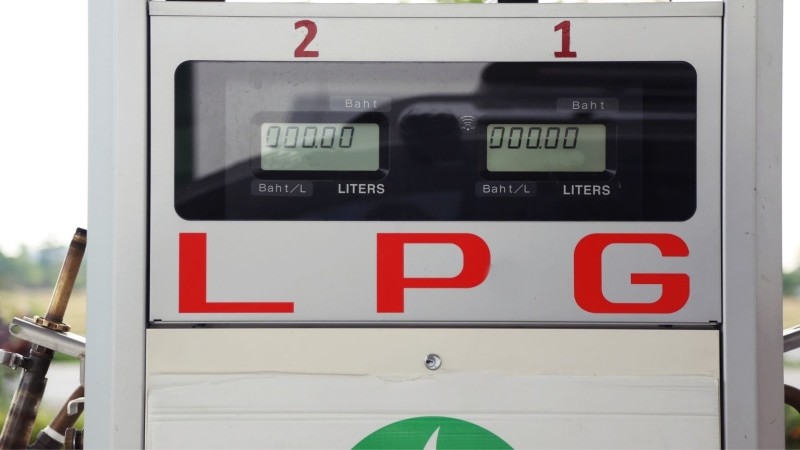 2 1
Baht Baht
000.00 000.00
Baht/L LITERS Baht/L LITERS
LPG